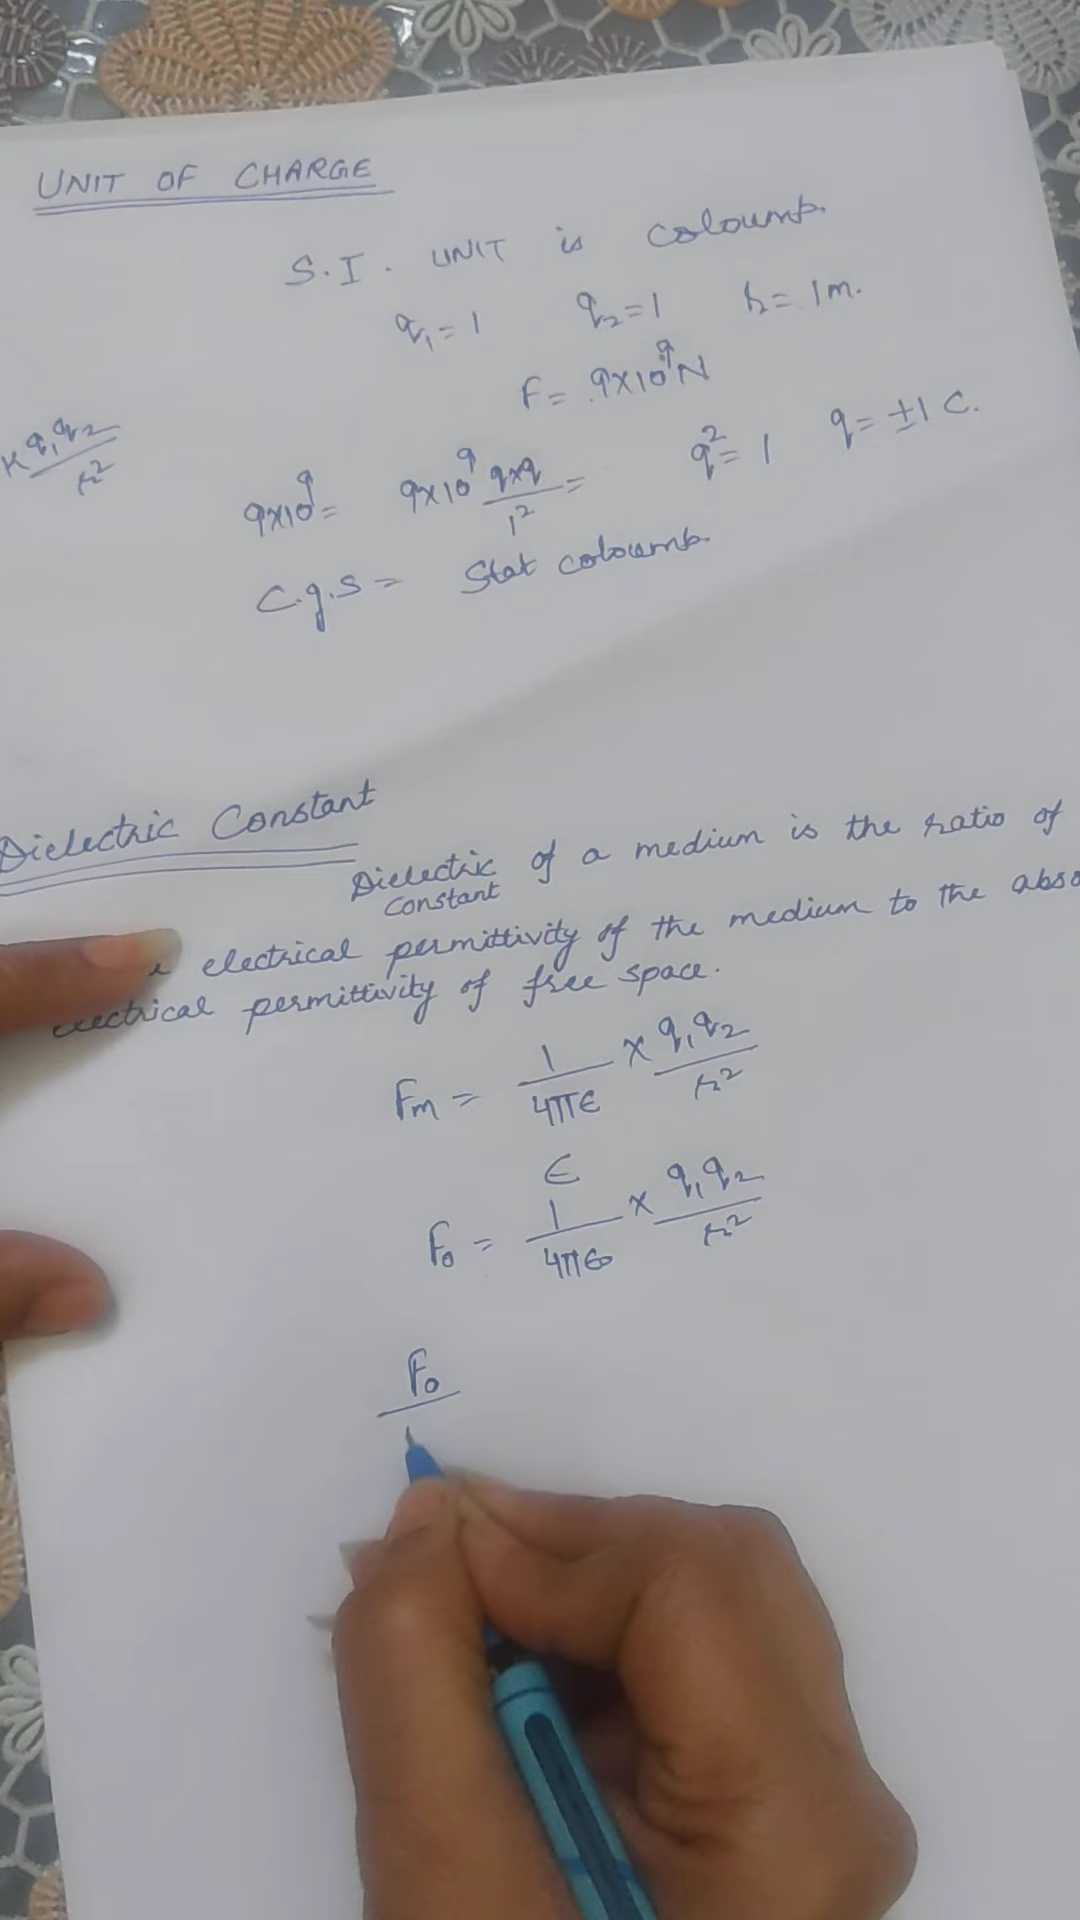 UNIT OF CHARGE
S.I. UNIT is coloumb.
q₁ = 1 q₂ = 1 r = 1m.
F = 9×10⁹N
K q₁q₂/r²
9×10⁹ = 9×10⁹ q×q/1² = q² = 1 q = ±1 C.
C.g.S = Stat coloumb.
Dielectric Constant
Dielectric Constant of a medium is the ratio of
electrical permittivity of the medium to the abso
electrical permittivity of free space.
Fm = 1/4πε × q₁q₂/r²
ε
F₀ = 1/4πε₀ × q₁q₂/r²
F₀